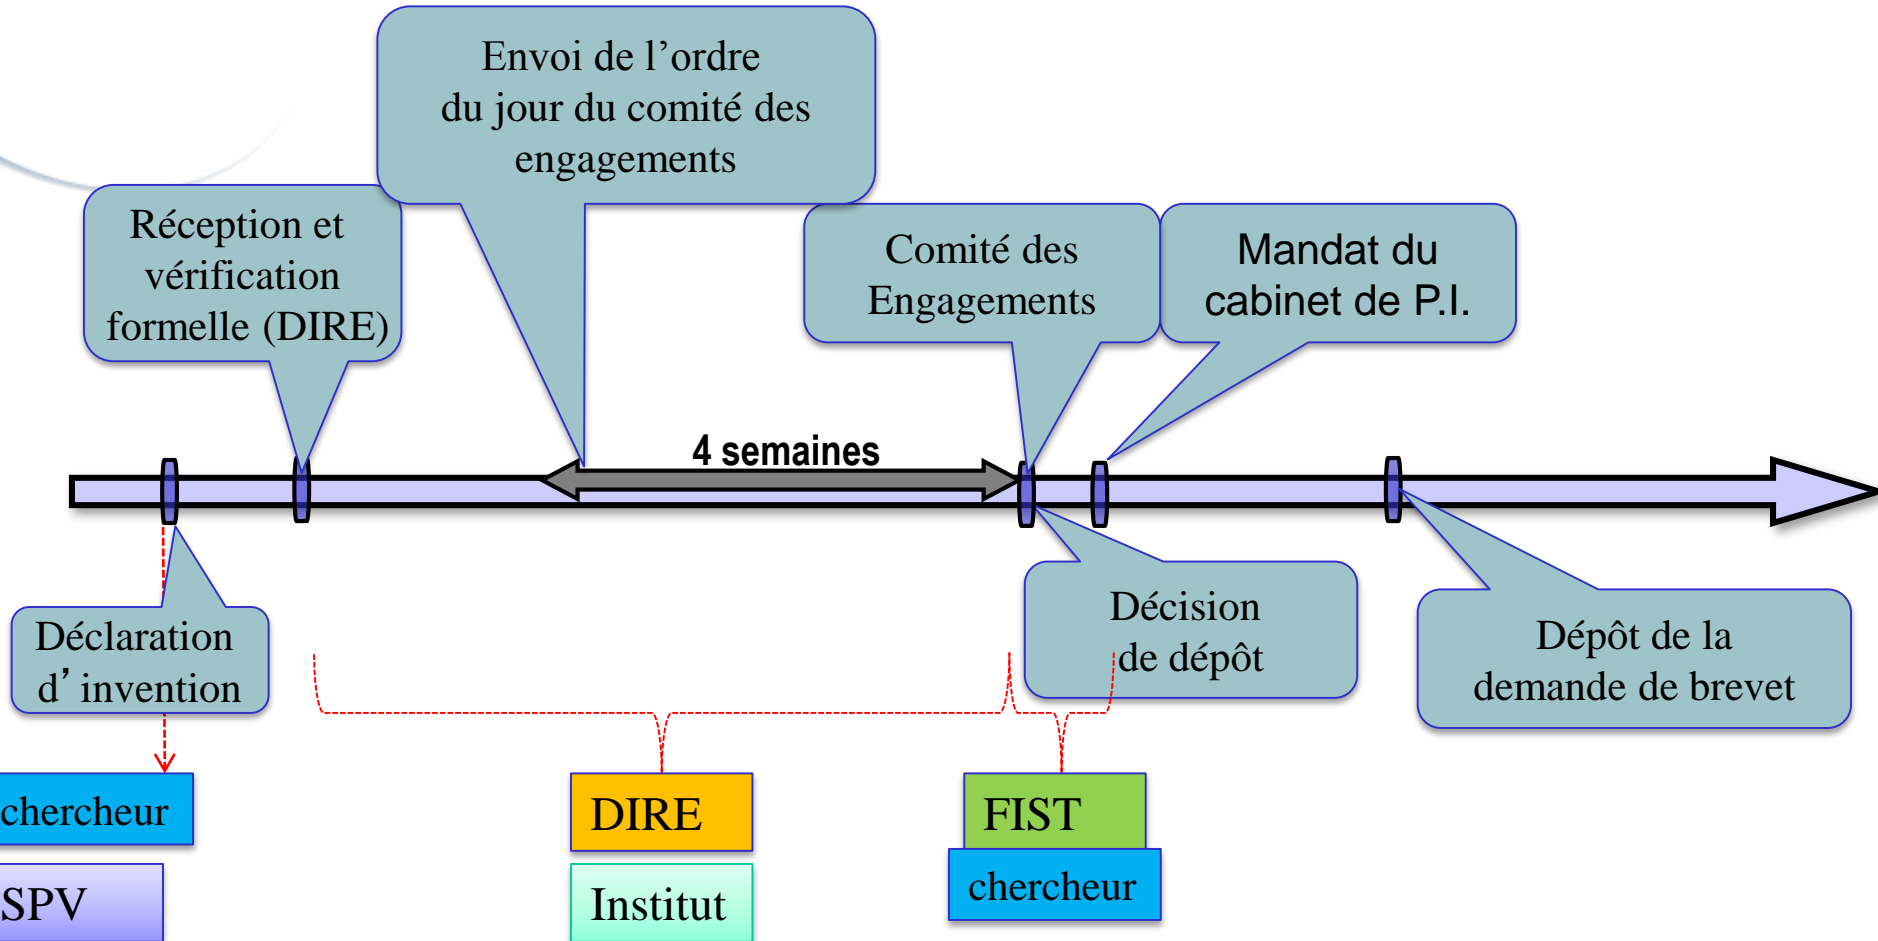 Envoi de l’ordre
du jour du comité des
engagements
Réception et
vérification
formelle (DIRE)
Comité des
Engagements
Mandat du
cabinet de P.I.
4 semaines
Déclaration
d’ invention
Décision
de dépôt
Dépôt de la
demande de brevet
chercheur
SPV
DIRE
Institut
FIST
chercheur